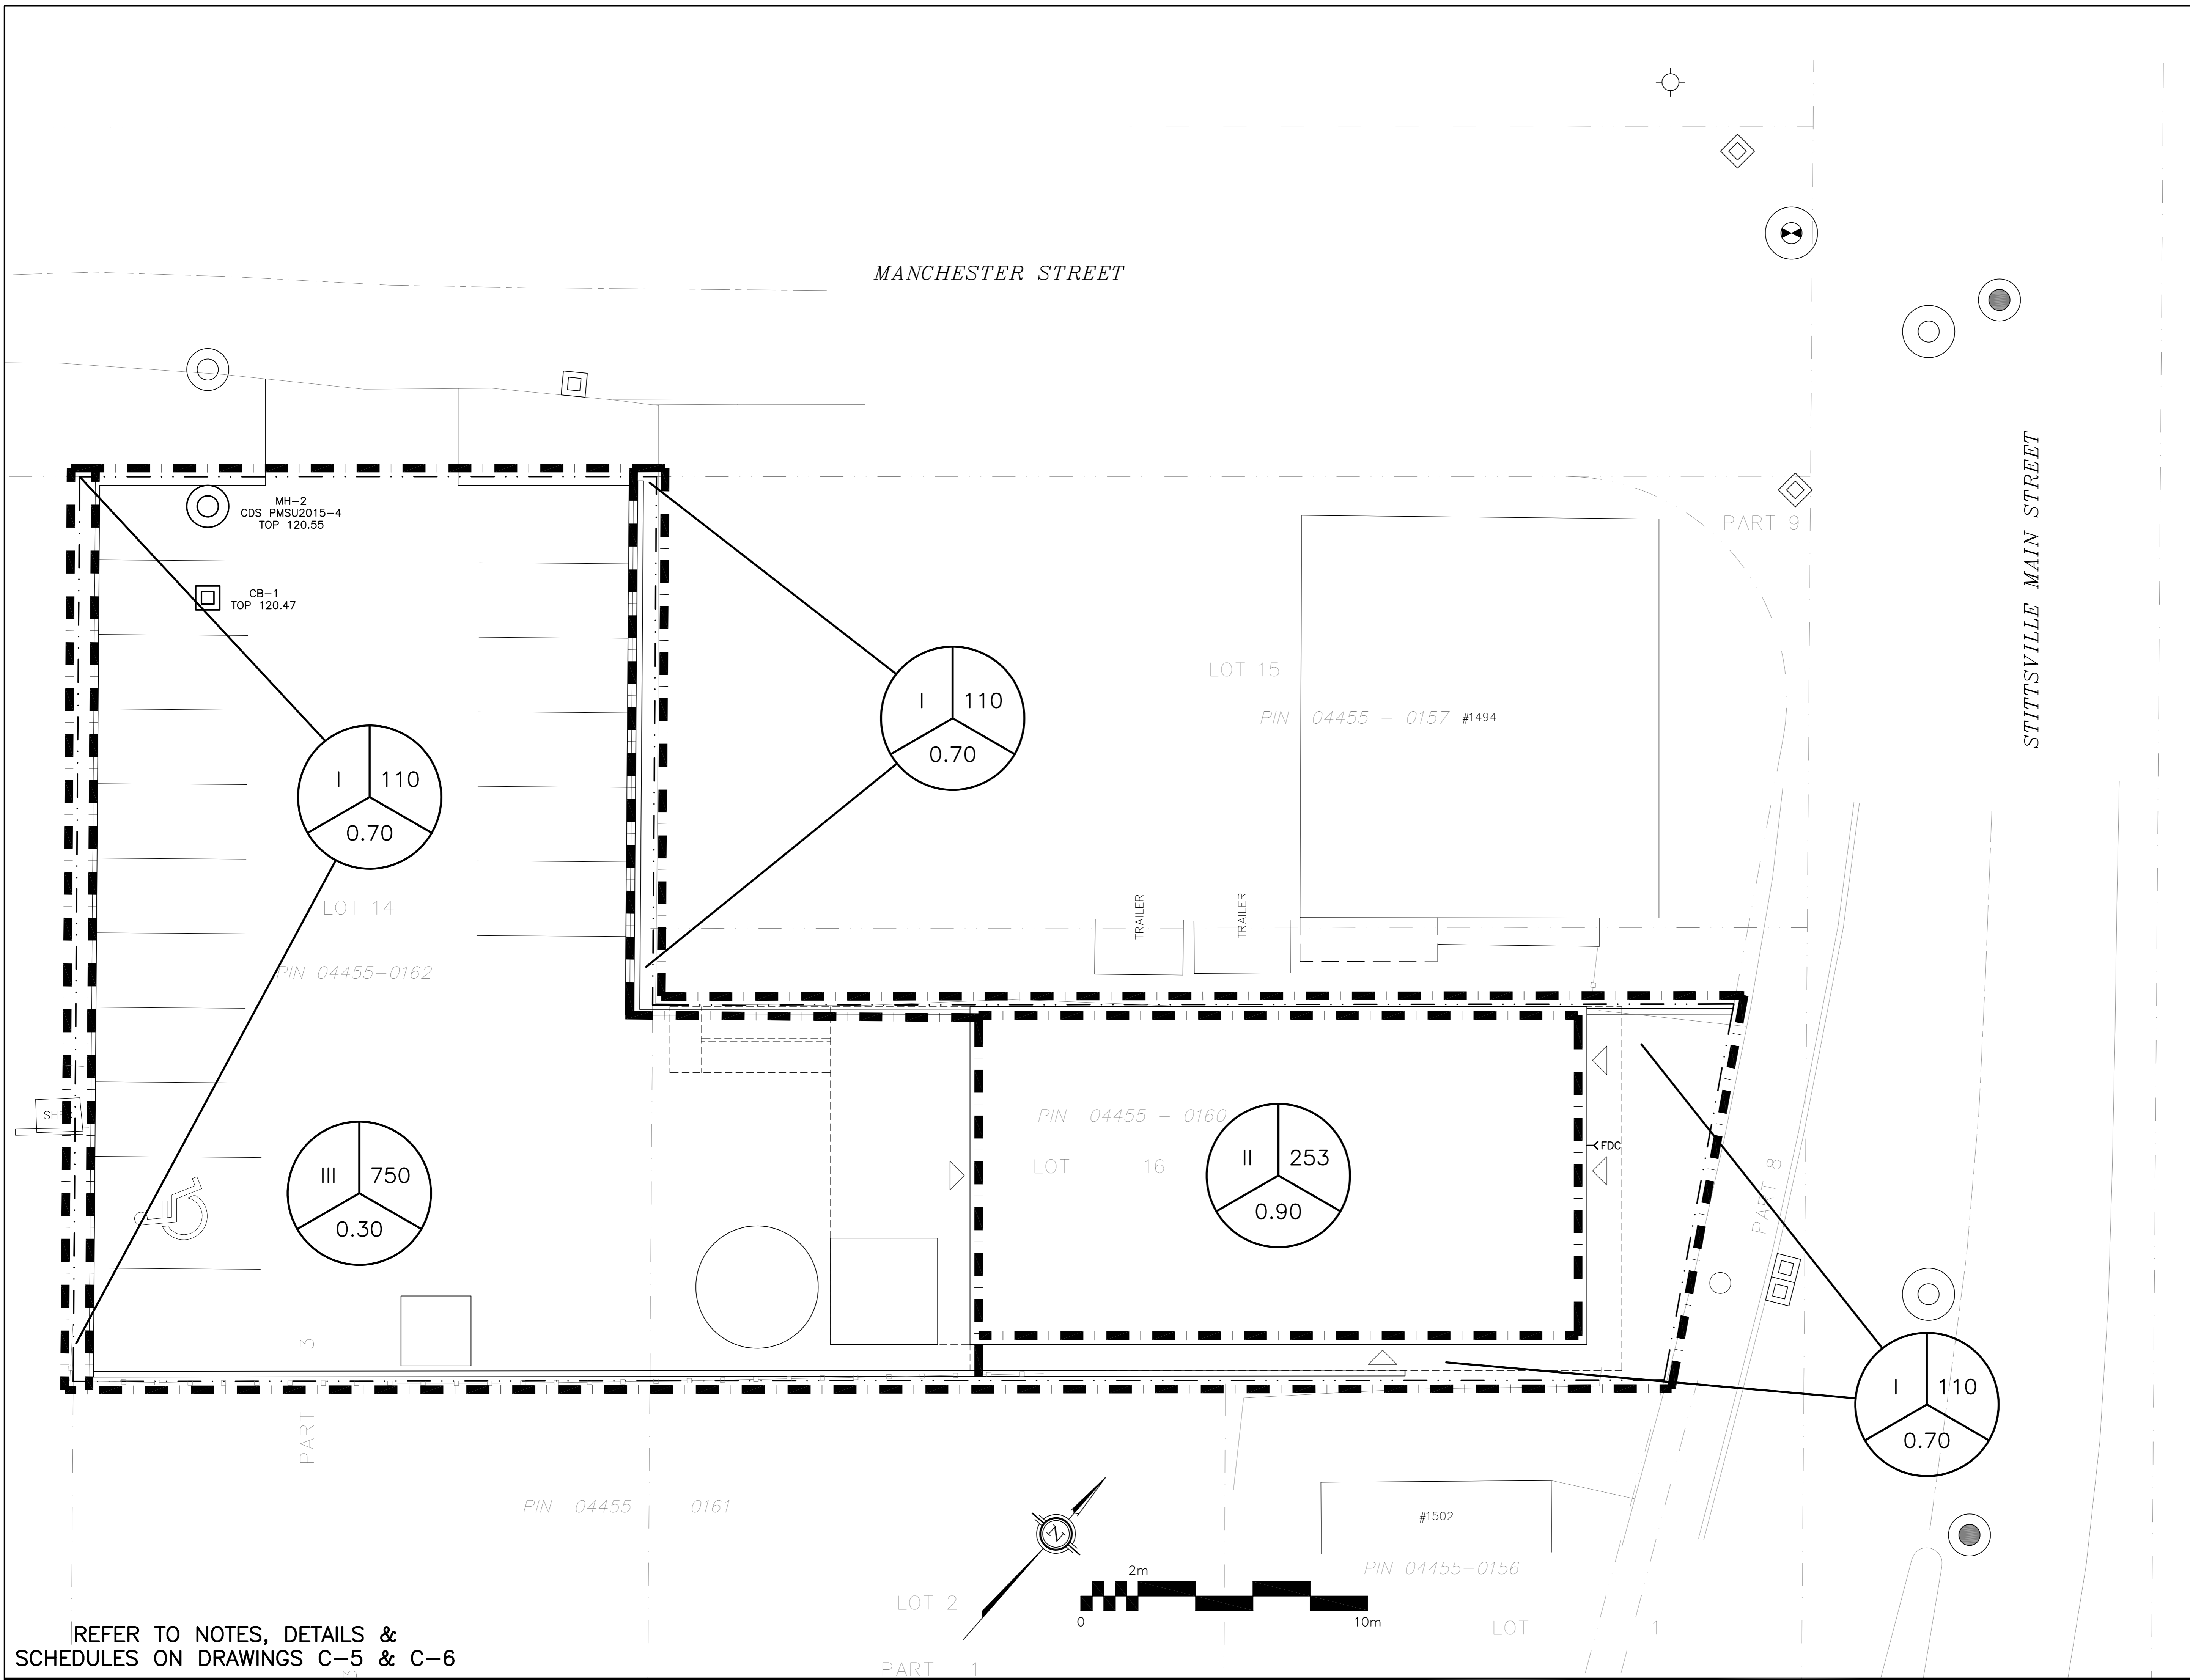 MANCHESTER STREET
STITTSVILLE MAIN STREET
MH-2
CDS PMSU2015-4
TOP 120.55
CB-1
TOP 120.47
PART 9
LOT 15
PIN 04455 - 0157 #1494
I 110
0.70
I 110
0.70
TRAILER
TRAILER
LOT 14
PIN 04455-0162
SHED
PIN 04455 - 0160
LOT 16
II 253
0.90
FDC
III 750
0.30
PART 8
I 110
0.70
PART 3
PIN 04455 - 0161
N
#1502
PIN 04455-0156
2m
0
10m
LOT 2
LOT 1
PART 1
REFER TO NOTES, DETAILS &
SCHEDULES ON DRAWINGS C-5 & C-6
3